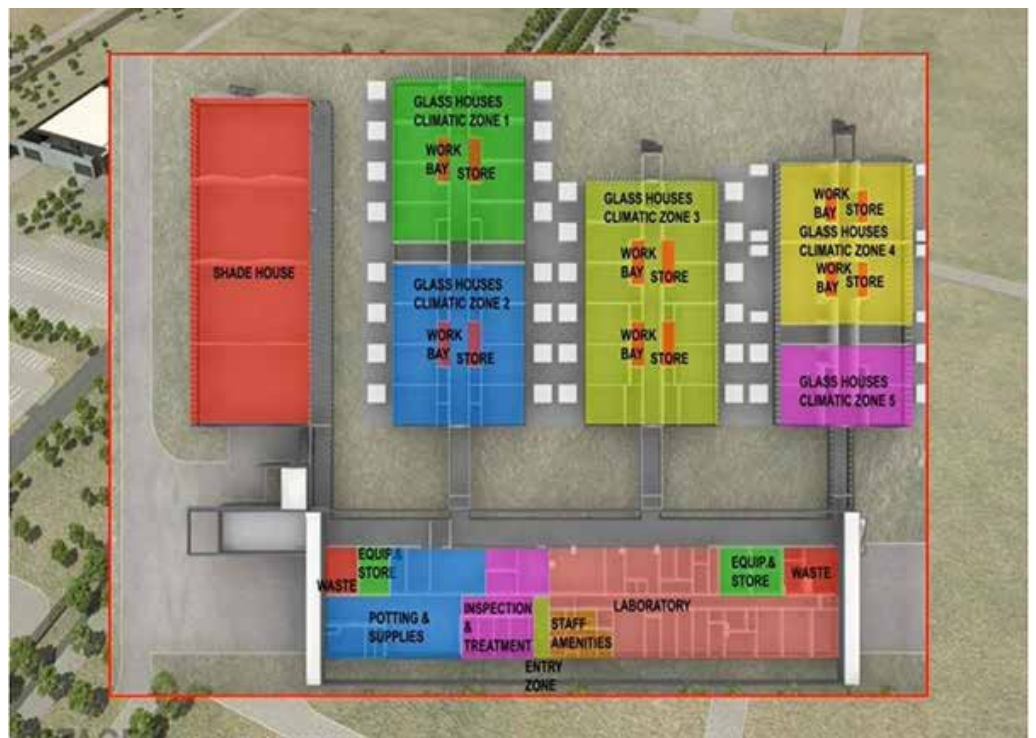 GLASS HOUSES
CLIMATIC ZONE 1
WORK
BAY STORE
GLASS HOUSES
CLIMATIC ZONE 3
WORK
BAY STORE
GLASS HOUSES
CLIMATIC ZONE 4
WORK
BAY STORE
SHADE HOUSE
GLASS HOUSES
CLIMATIC ZONE 2
WORK
BAY STORE
WORK
BAY STORE
WORK
BAY STORE
GLASS HOUSES
CLIMATIC ZONE 5
WASTE
EQUIP.&
STORE
EQUIP.&
STORE
WASTE
POTTING &
SUPPLIES
INSPECTION
&
TREATMENT
STAFF
AMENITIES
LABORATORY
ENTRY
ZONE